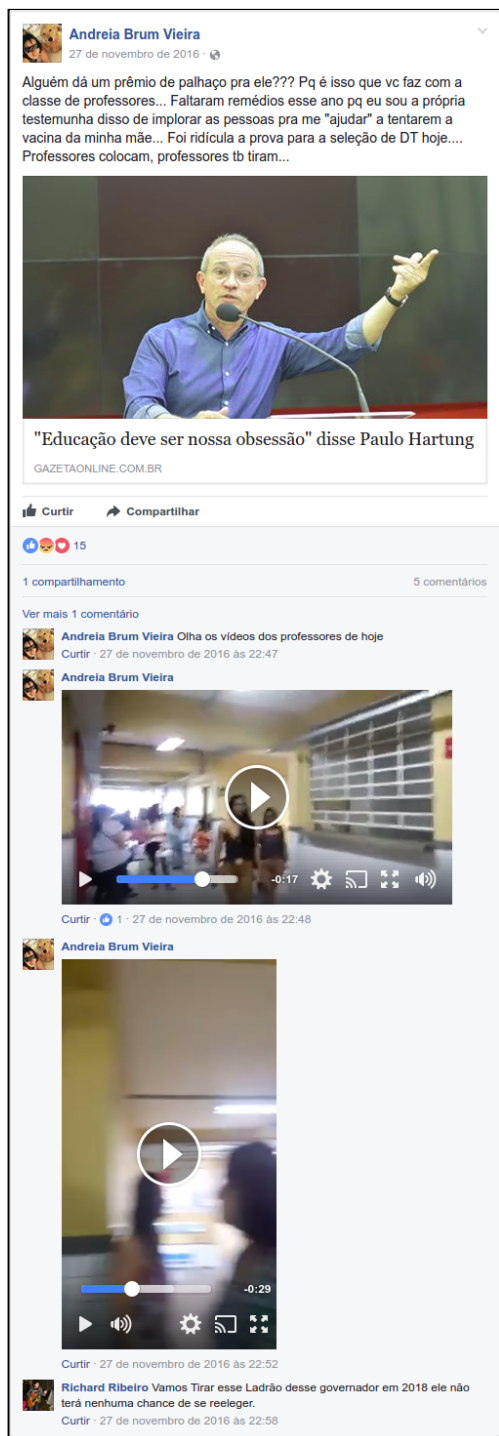 Andreia Brum Vieira
27 de novembro de 2016 ·
Alguém dá um prêmio de palhaço pra ele??? Pq é isso que vc faz com a
classe de professores... Faltaram remédios esse ano pq eu sou a própria
testemunha disso de implorar as pessoas pra me "ajudar" a tentarem a
vacina da minha mãe... Foi ridícula a prova para a seleção de DT hoje....
Professores colocam, professores tb tiram...
"Educação deve ser nossa obsessão" disse Paulo Hartung
GAZETAONLINE.COM.BR
Curtir Compartilhar
15
1 compartilhamento 5 comentários
Ver mais 1 comentário
Andreia Brum Vieira Olha os vídeos dos professores de hoje
Curtir · 27 de novembro de 2016 às 22:47
Andreia Brum Vieira
-0:17
Curtir · 1 · 27 de novembro de 2016 às 22:48
Andreia Brum Vieira
-0:29
Curtir · 27 de novembro de 2016 às 22:52
Richard Ribeiro Vamos Tirar esse Ladrão desse governador em 2018 ele não
terá nenhuma chance de se reeleger.
Curtir · 27 de novembro de 2016 às 22:58